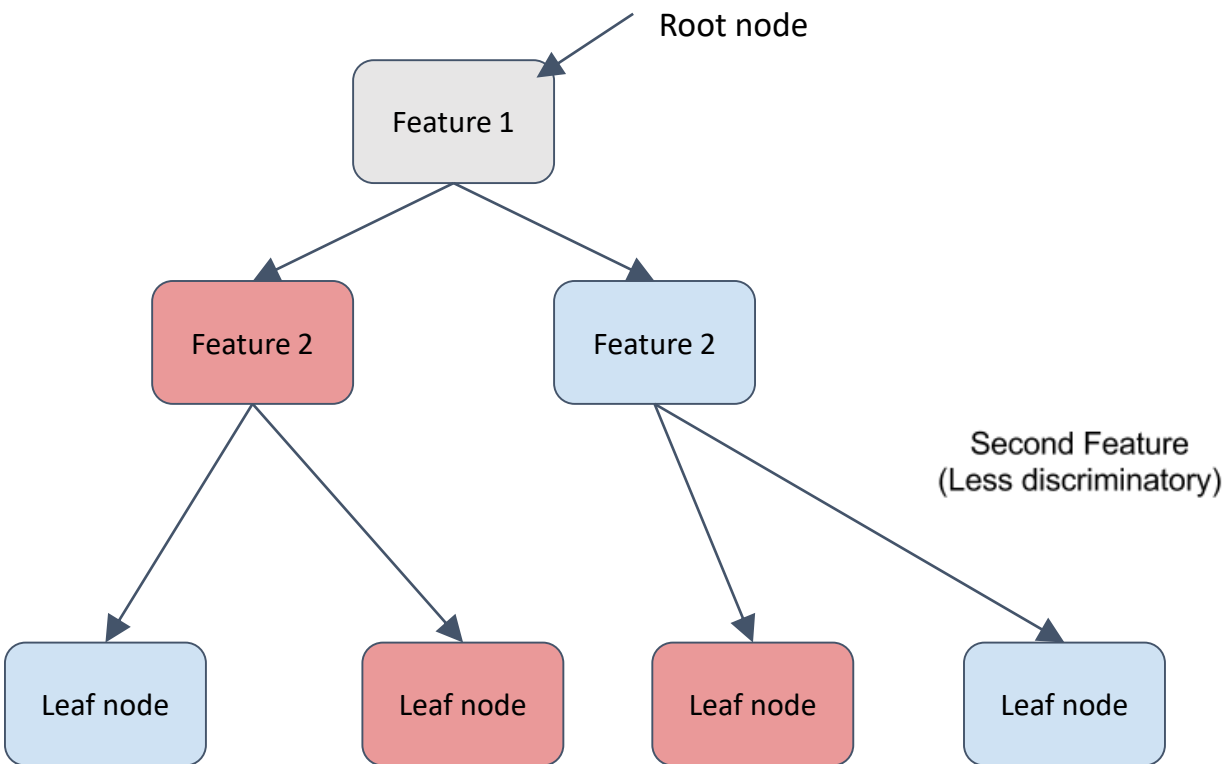 Root node
Feature 1
Feature 2
Feature 2
Second Feature
(Less discriminatory)
Leaf node
Leaf node
Leaf node
Leaf node